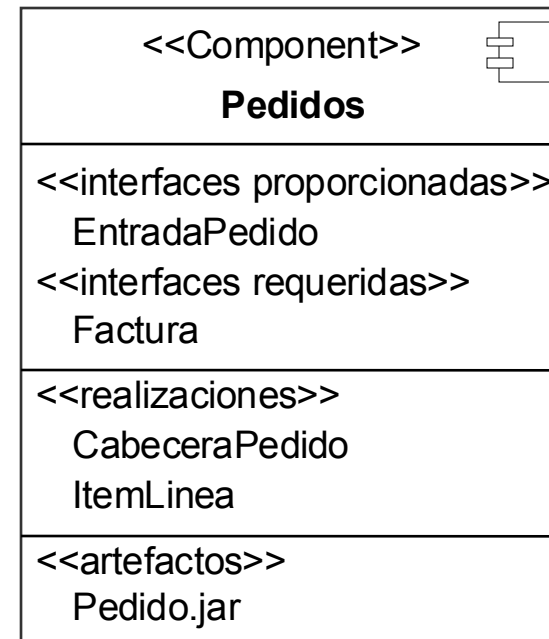 <<Component>>
Pedidos
<<interfaces proporcionadas>>
EntradaPedido
<<interfaces requeridas>>
Factura
<<realizaciones>>
CabeceraPedido
ItemLinea
<<artefactos>>
Pedido.jar